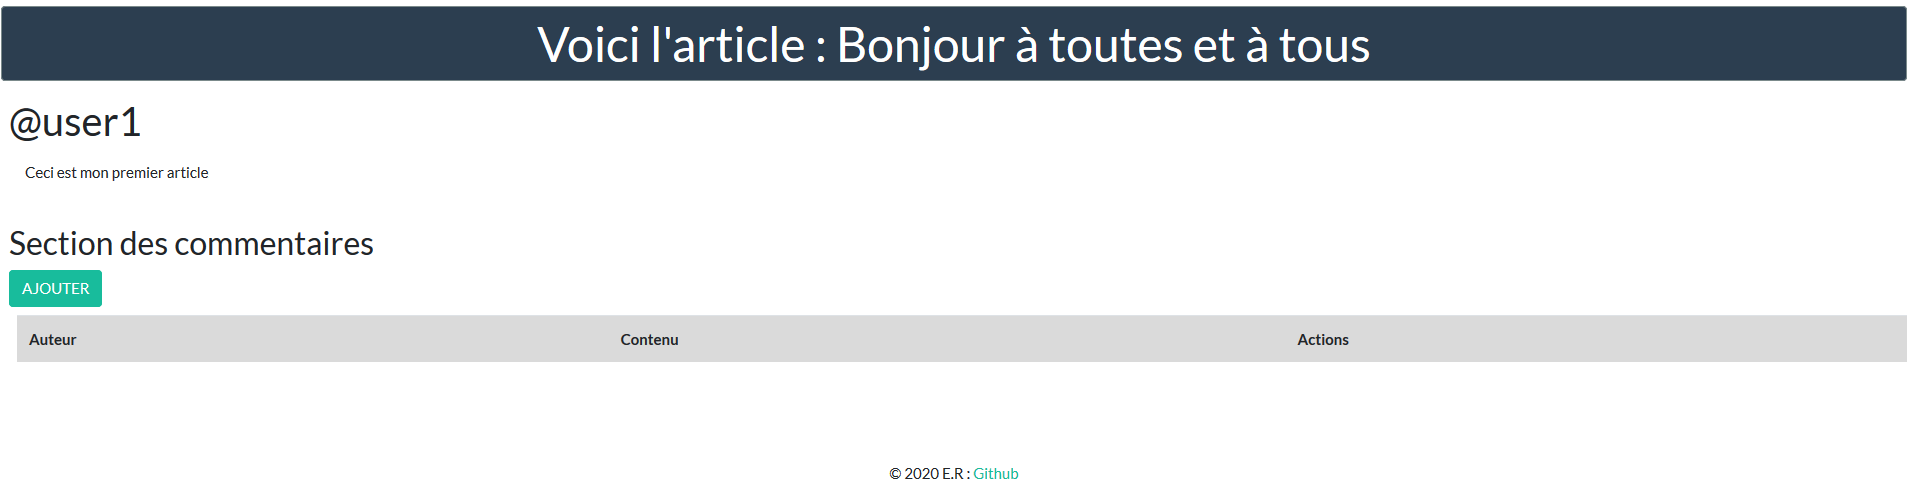 Voici l'article : Bonjour à toutes et à tous
@user1
Ceci est mon premier article
Section des commentaires
AJOUTER
Auteur Contenu Actions
© 2020 E.R : Github